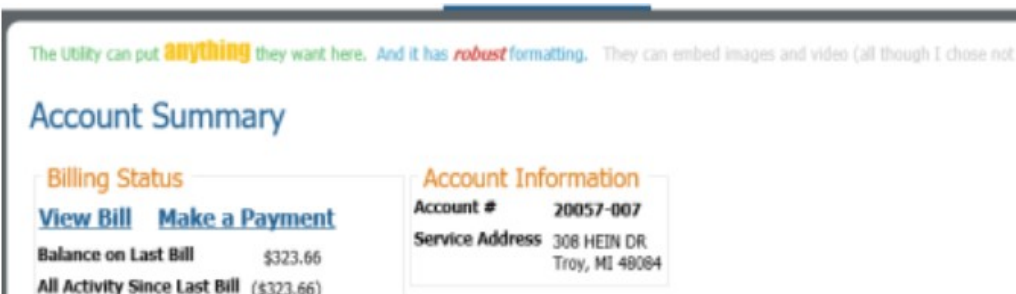 The Utility can put anything they want here. And it has robust formatting. They can embed images and video (all though I chose not
Account Summary
Billing Status
View Bill Make a Payment
Balance on Last Bill $323.66
All Activity Since Last Bill ($323.66)
Account Information
Account # 20057-007
Service Address 308 HEIN DR
Troy, MI 48084